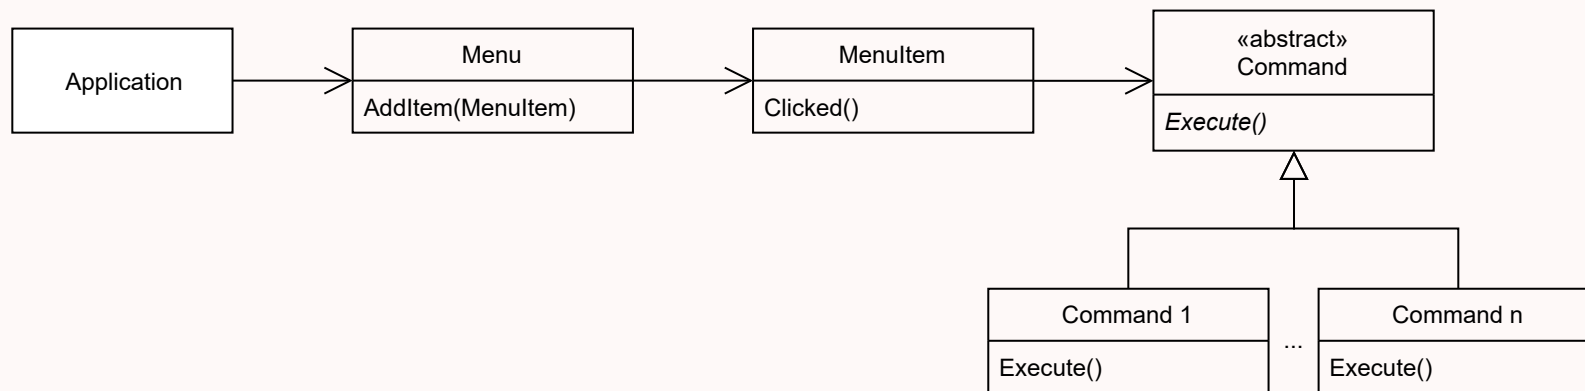 Application
Menu
AddItem(MenuItem)
MenuItem
Clicked()
«abstract»
Command
Execute()
Command 1
Execute()
...
Command n
Execute()